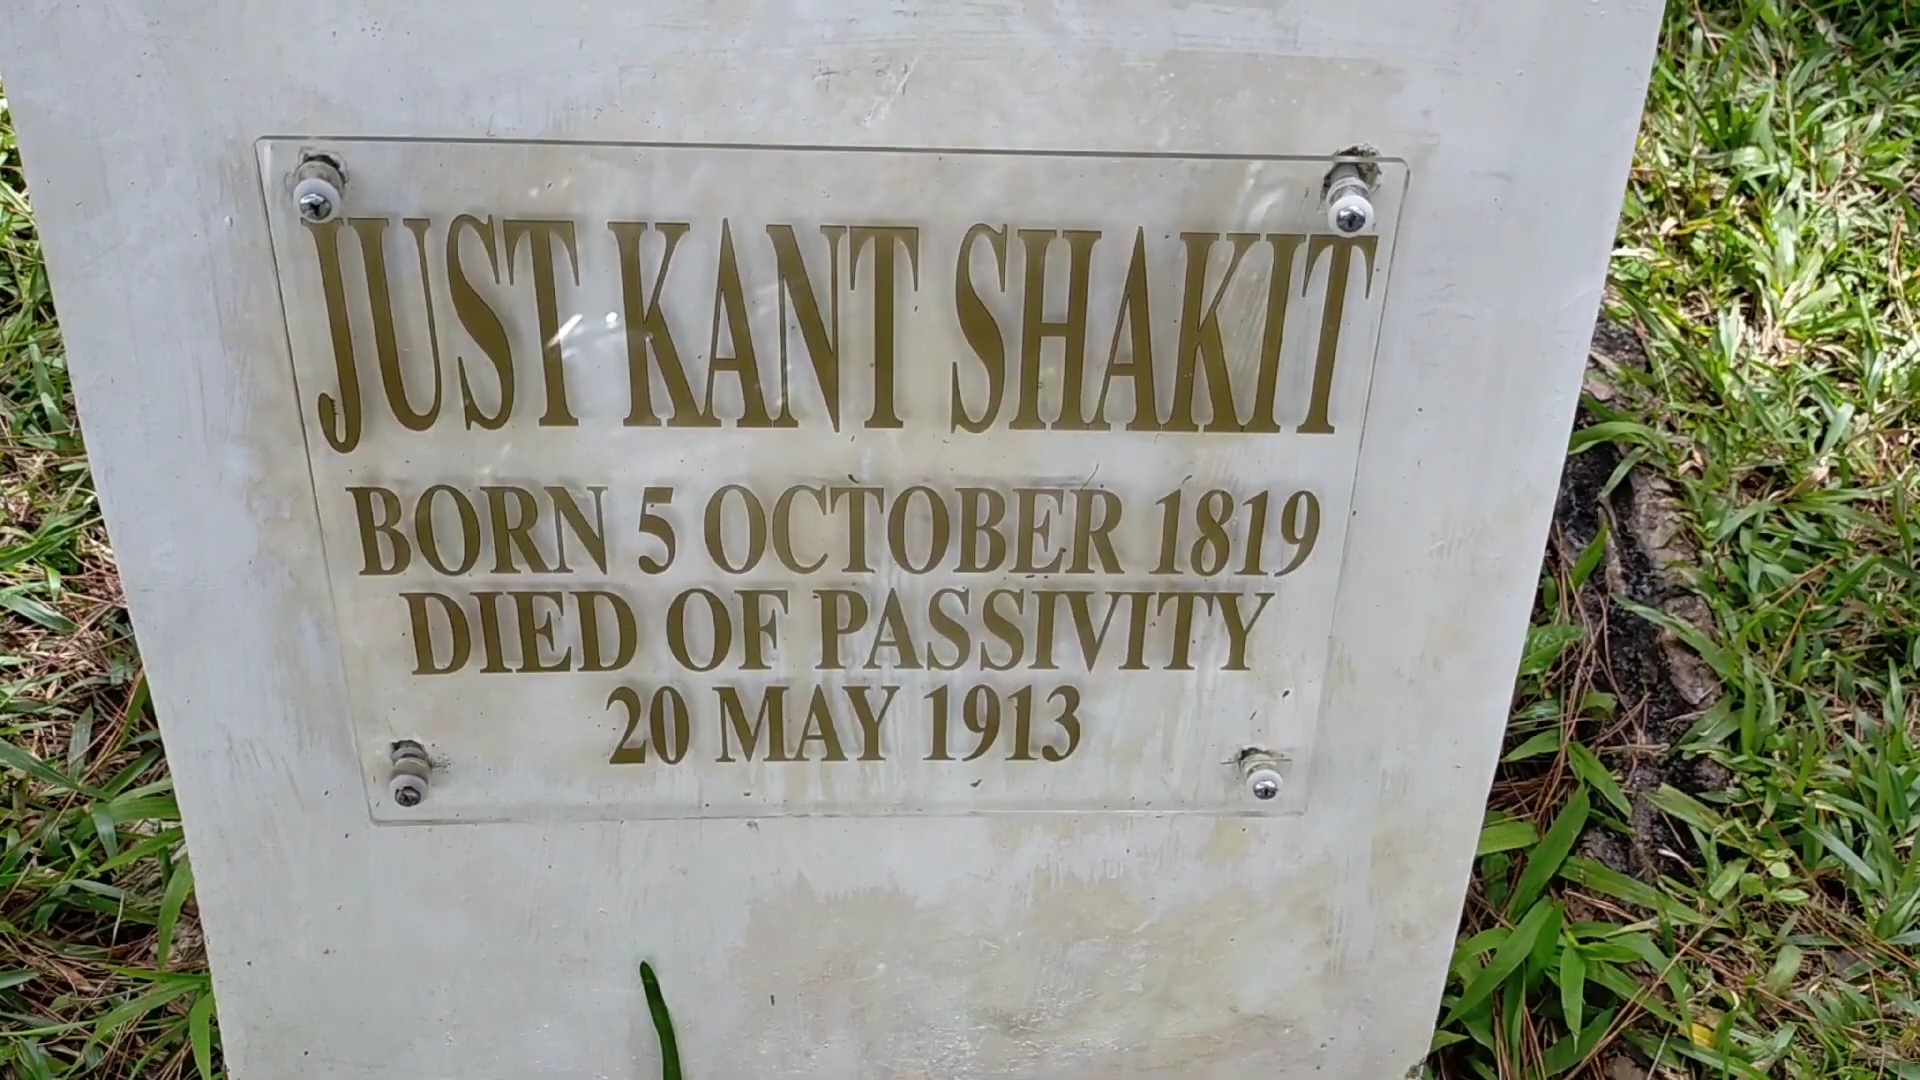 JUST KANT SHAKIT
BORN 5 OCTOBER 1819
DIED OF PASSIVITY
20 MAY 1913